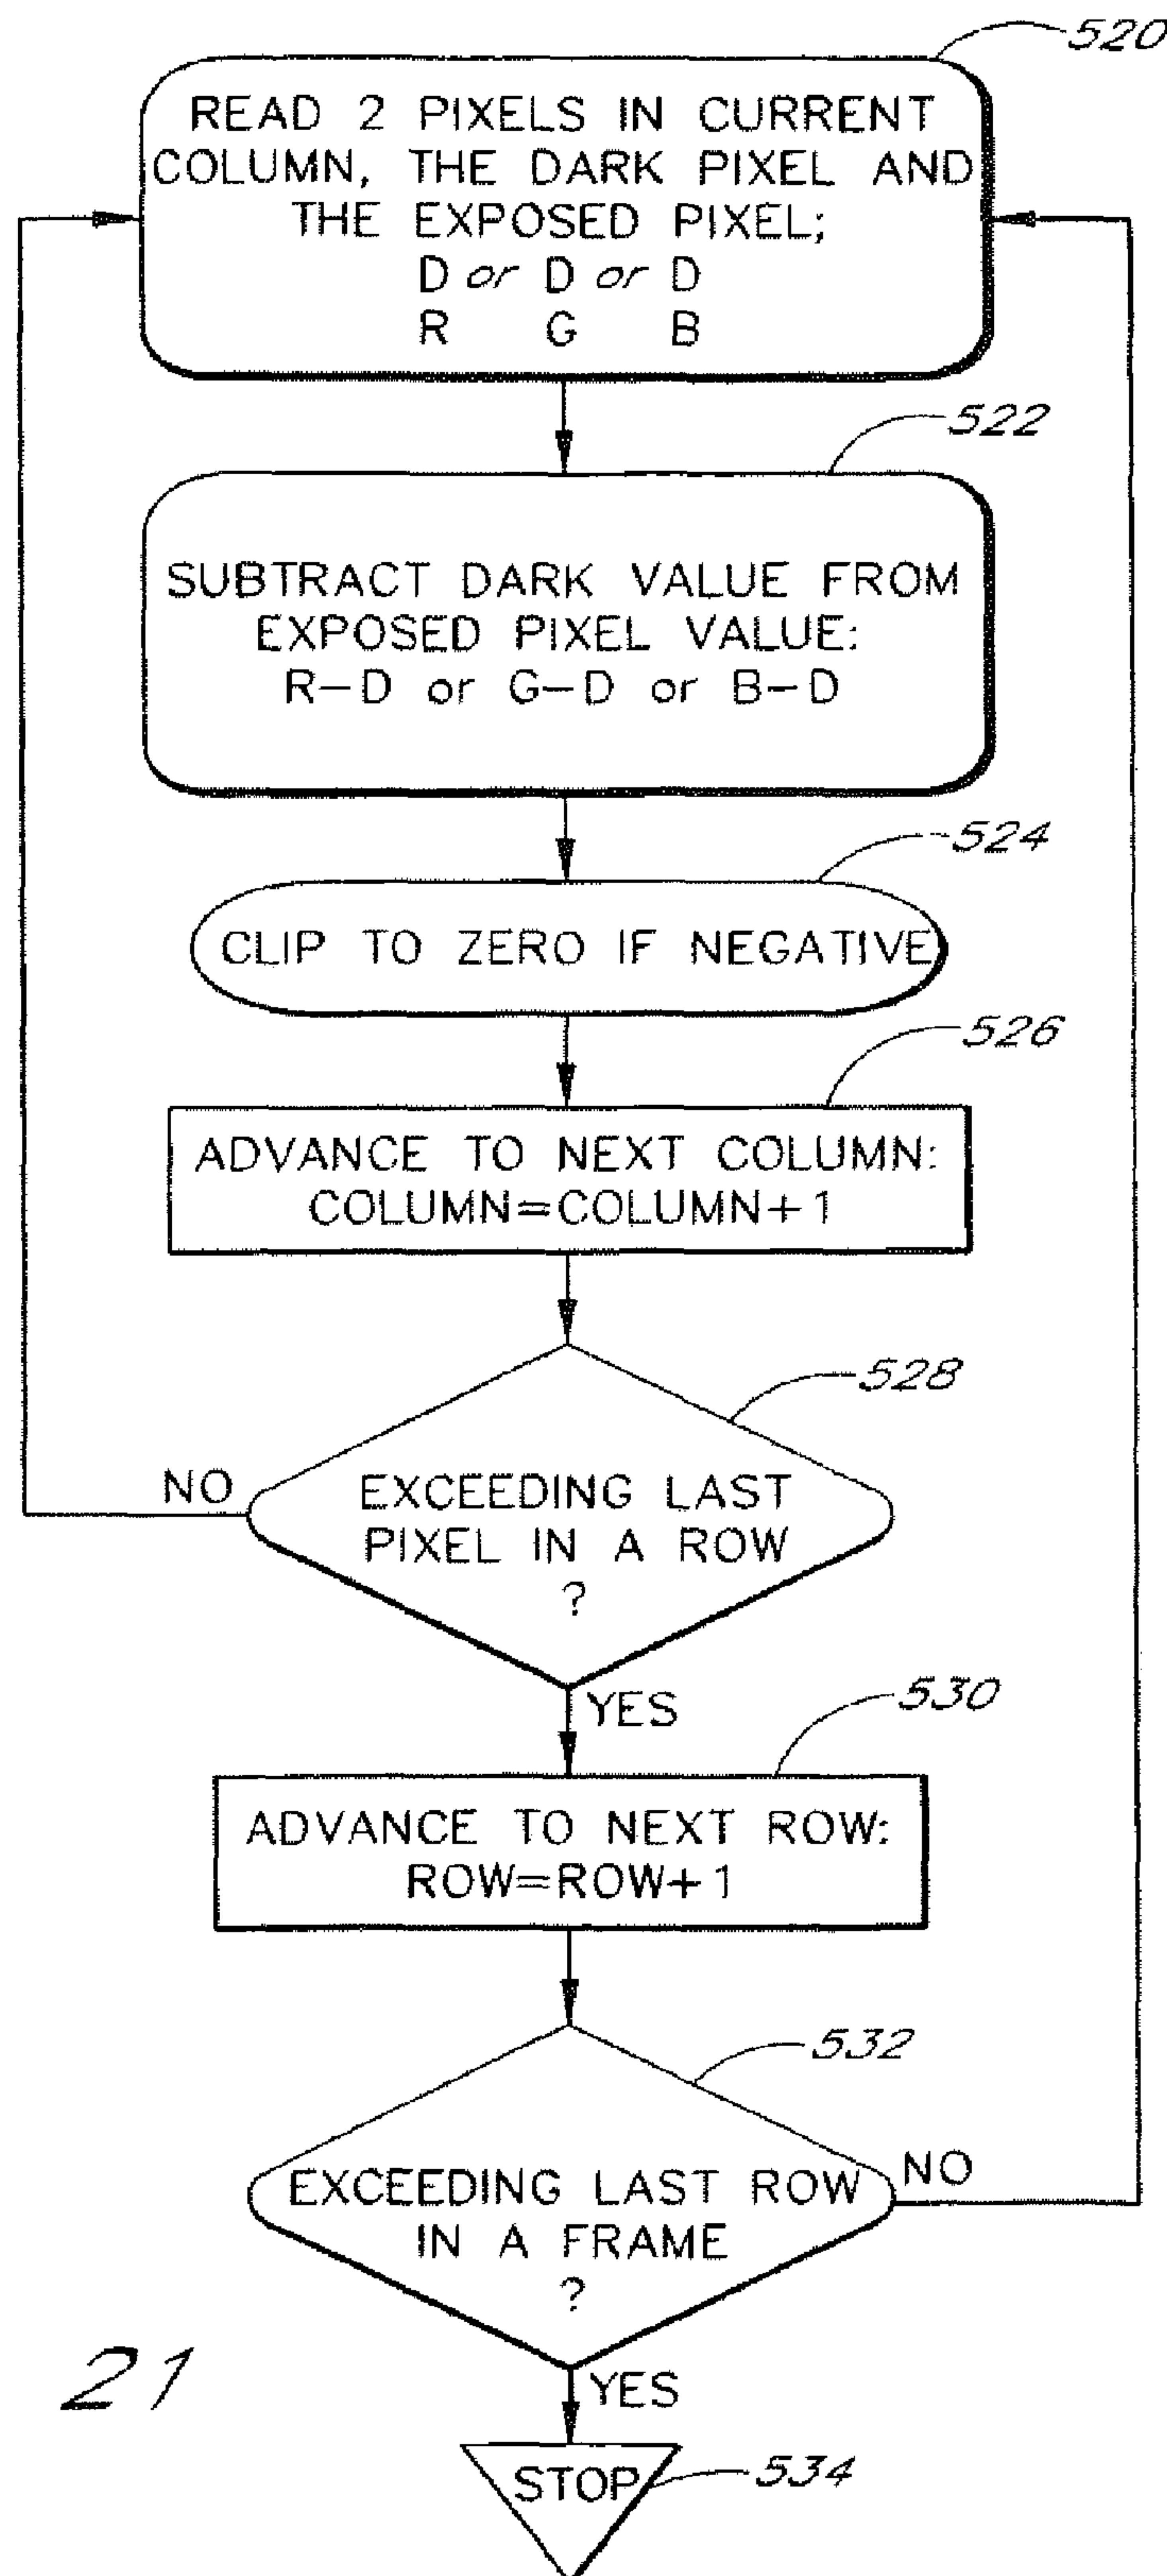 520
READ 2 PIXELS IN CURRENT
COLUMN, THE DARK PIXEL AND
THE EXPOSED PIXEL;
D or D or D
R G B
522
SUBTRACT DARK VALUE FROM
EXPOSED PIXEL VALUE:
R-D or G-D or B-D
524
CLIP TO ZERO IF NEGATIVE
526
ADVANCE TO NEXT COLUMN:
COLUMN=COLUMN+1
528
NO
EXCEEDING LAST
PIXEL IN A ROW
?
YES
530
ADVANCE TO NEXT ROW:
ROW=ROW+1
532
NO
EXCEEDING LAST ROW
IN A FRAME
?
21
YES
STOP
534